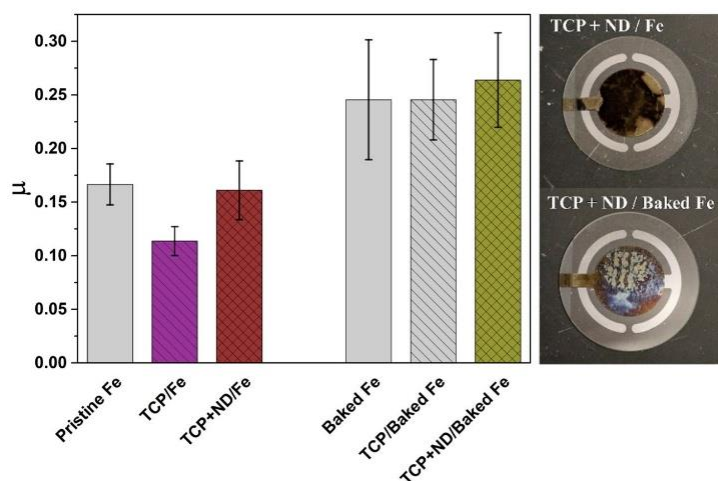 0.30
0.25
0.20
0.15
0.10
0.05
0.00
μ
Pristine Fe
TCP/Fe
TCP+ND/Fe
Baked Fe
TCP/Baked Fe
TCP+ND/Baked Fe
TCP + ND / Fe
TCP + ND / Baked Fe